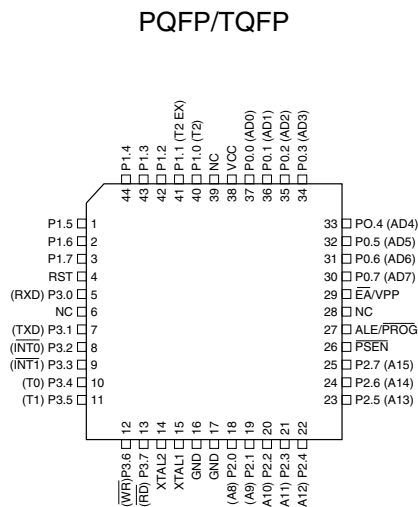 PQFP/TQFP
P1.4
P1.3
P1.2
P1.1 (T2 EX)
P1.0 (T2)
NC
VCC
P0.0 (AD0)
P0.1 (AD1)
P0.2 (AD2)
P0.3 (AD3)
44
43
42
41
40
39
38
37
36
35
34
P1.5 1
P1.6 2
P1.7 3
RST 4
(RXD) P3.0 5
NC 6
(TXD) P3.1 7
(INT0) P3.2 8
(INT1) P3.3 9
(T0) P3.4 10
(T1) P3.5 11
33 PO.4 (AD4)
32 P0.5 (AD5)
31 P0.6 (AD6)
30 P0.7 (AD7)
29 EA/VPP
28 NC
27 ALE/PROG
26 PSEN
25 P2.7 (A15)
24 P2.6 (A14)
23 P2.5 (A13)
12
13
14
15
16
17
18
19
20
21
22
(WR) P3.6
(RD) P3.7
XTAL2
XTAL1
GND
GND
(A8) P2.0
(A9) P2.1
A10) P2.2
A11) P2.3
A12) P2.4